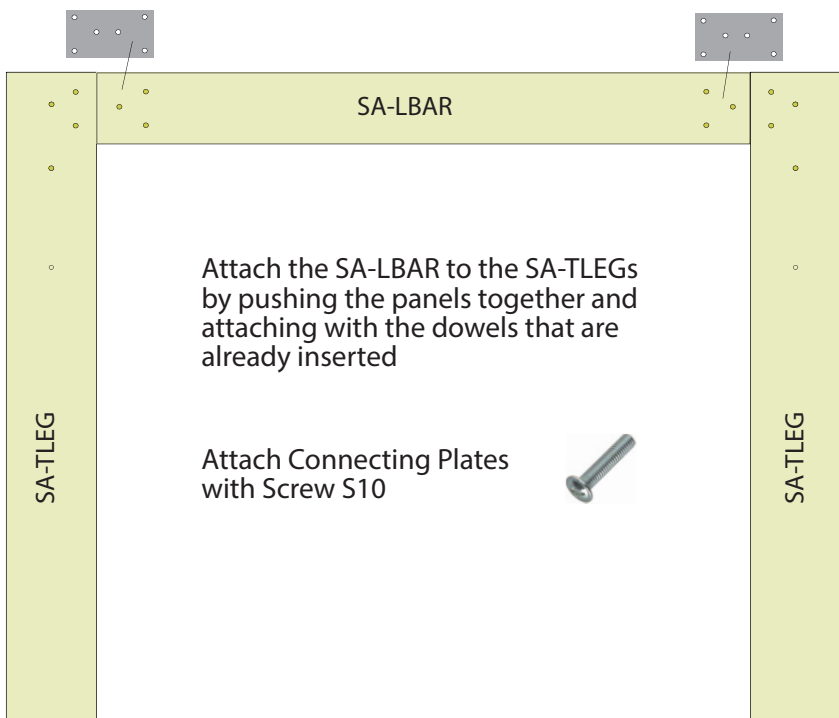 SA-LBAR
Attach the SA-LBAR to the SA-TLEGs
by pushing the panels together and
attaching with the dowels that are
already inserted
SA-TLEG
SA-TLEG
Attach Connecting Plates
with Screw S10